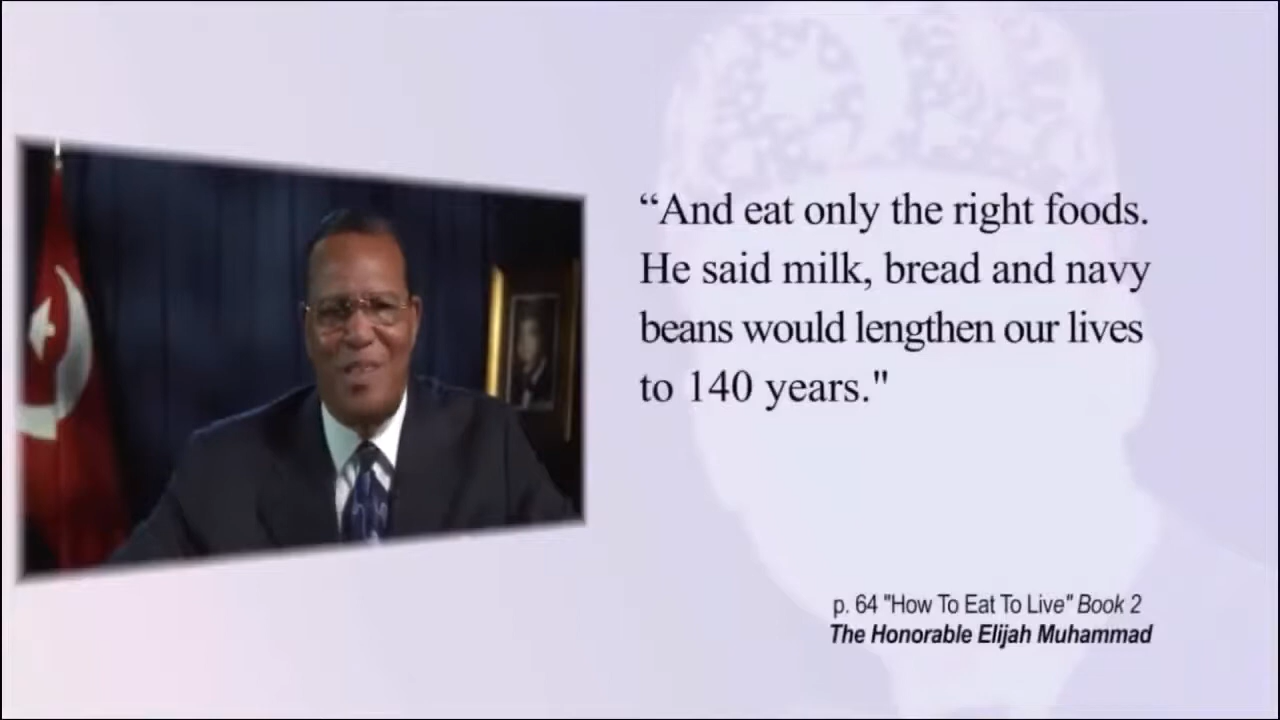 “And eat only the right foods.
He said milk, bread and navy
beans would lengthen our lives
to 140 years."
p. 64 "How To Eat To Live" Book 2
The Honorable Elijah Muhammad